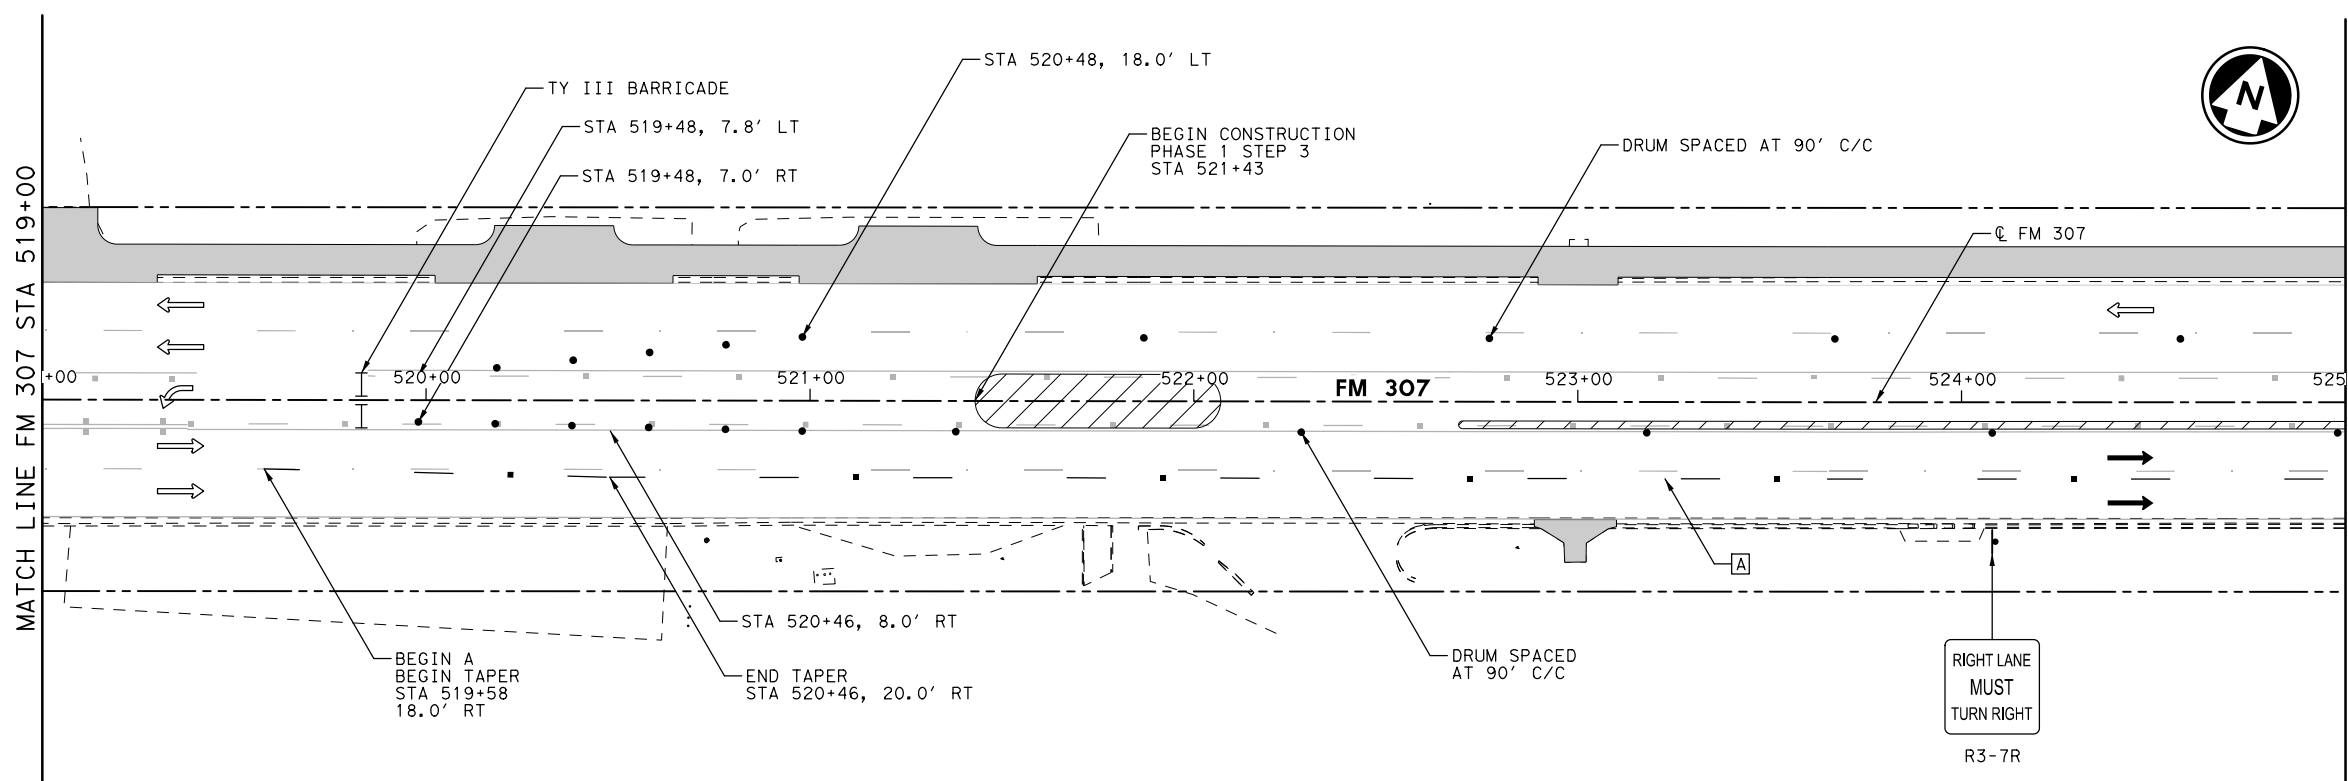 STA 520+48, 18.0' LT
TY III BARRICADE
STA 519+48, 7.8' LT
BEGIN CONSTRUCTION
PHASE 1 STEP 3
STA 521+43
DRUM SPACED AT 90' C/C
STA 519+48, 7.0' RT
N
℄ FM 307
MATCH LINE FM 307 STA 519+00
+00
520+00
521+00
522+00
FM 307
523+00
524+00
525
A
STA 520+46, 8.0' RT
BEGIN A
BEGIN TAPER
STA 519+58
18.0' RT
END TAPER
STA 520+46, 20.0' RT
DRUM SPACED
AT 90' C/C
RIGHT LANE
MUST
TURN RIGHT
R3-7R